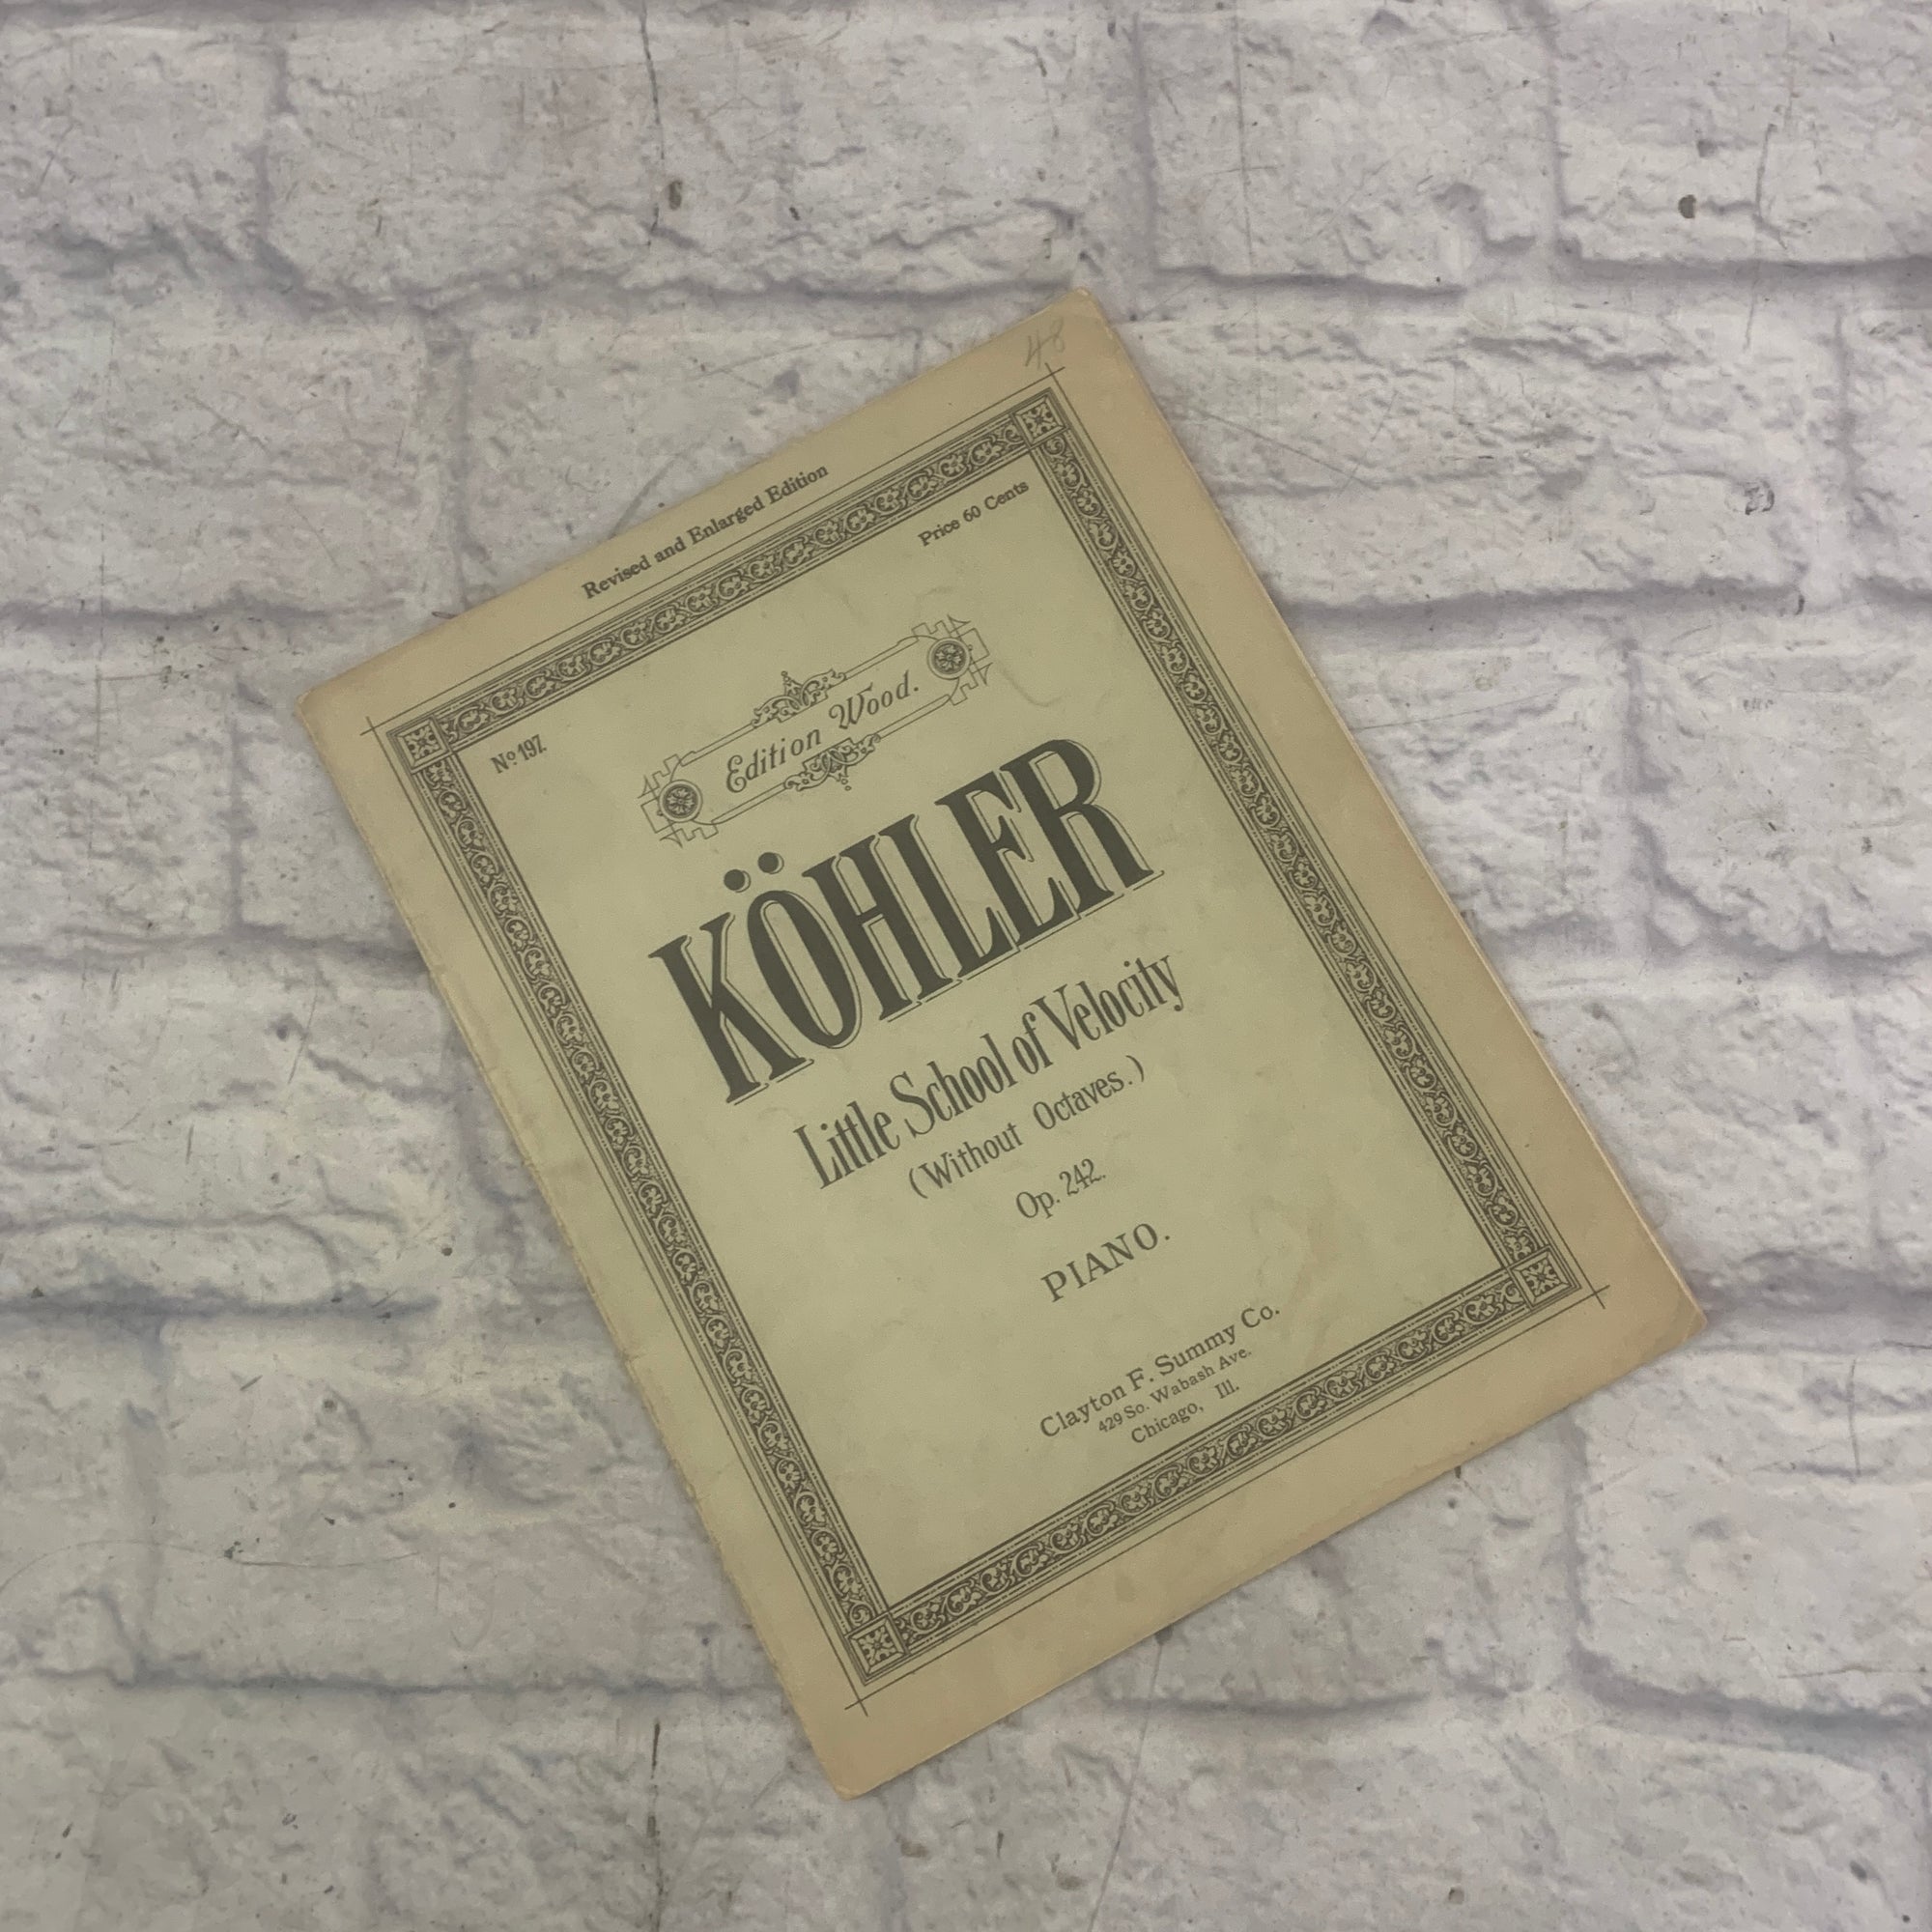 48
Revised and Enlarged Edition
Price 60 Cents
No. 197.
Edition Wood.
KÖHLER
Little School of Velocity
(Without Octaves.)
Op. 242.
PIANO.
Clayton F. Summy Co.
429 So. Wabash Ave.
Chicago, Ill.